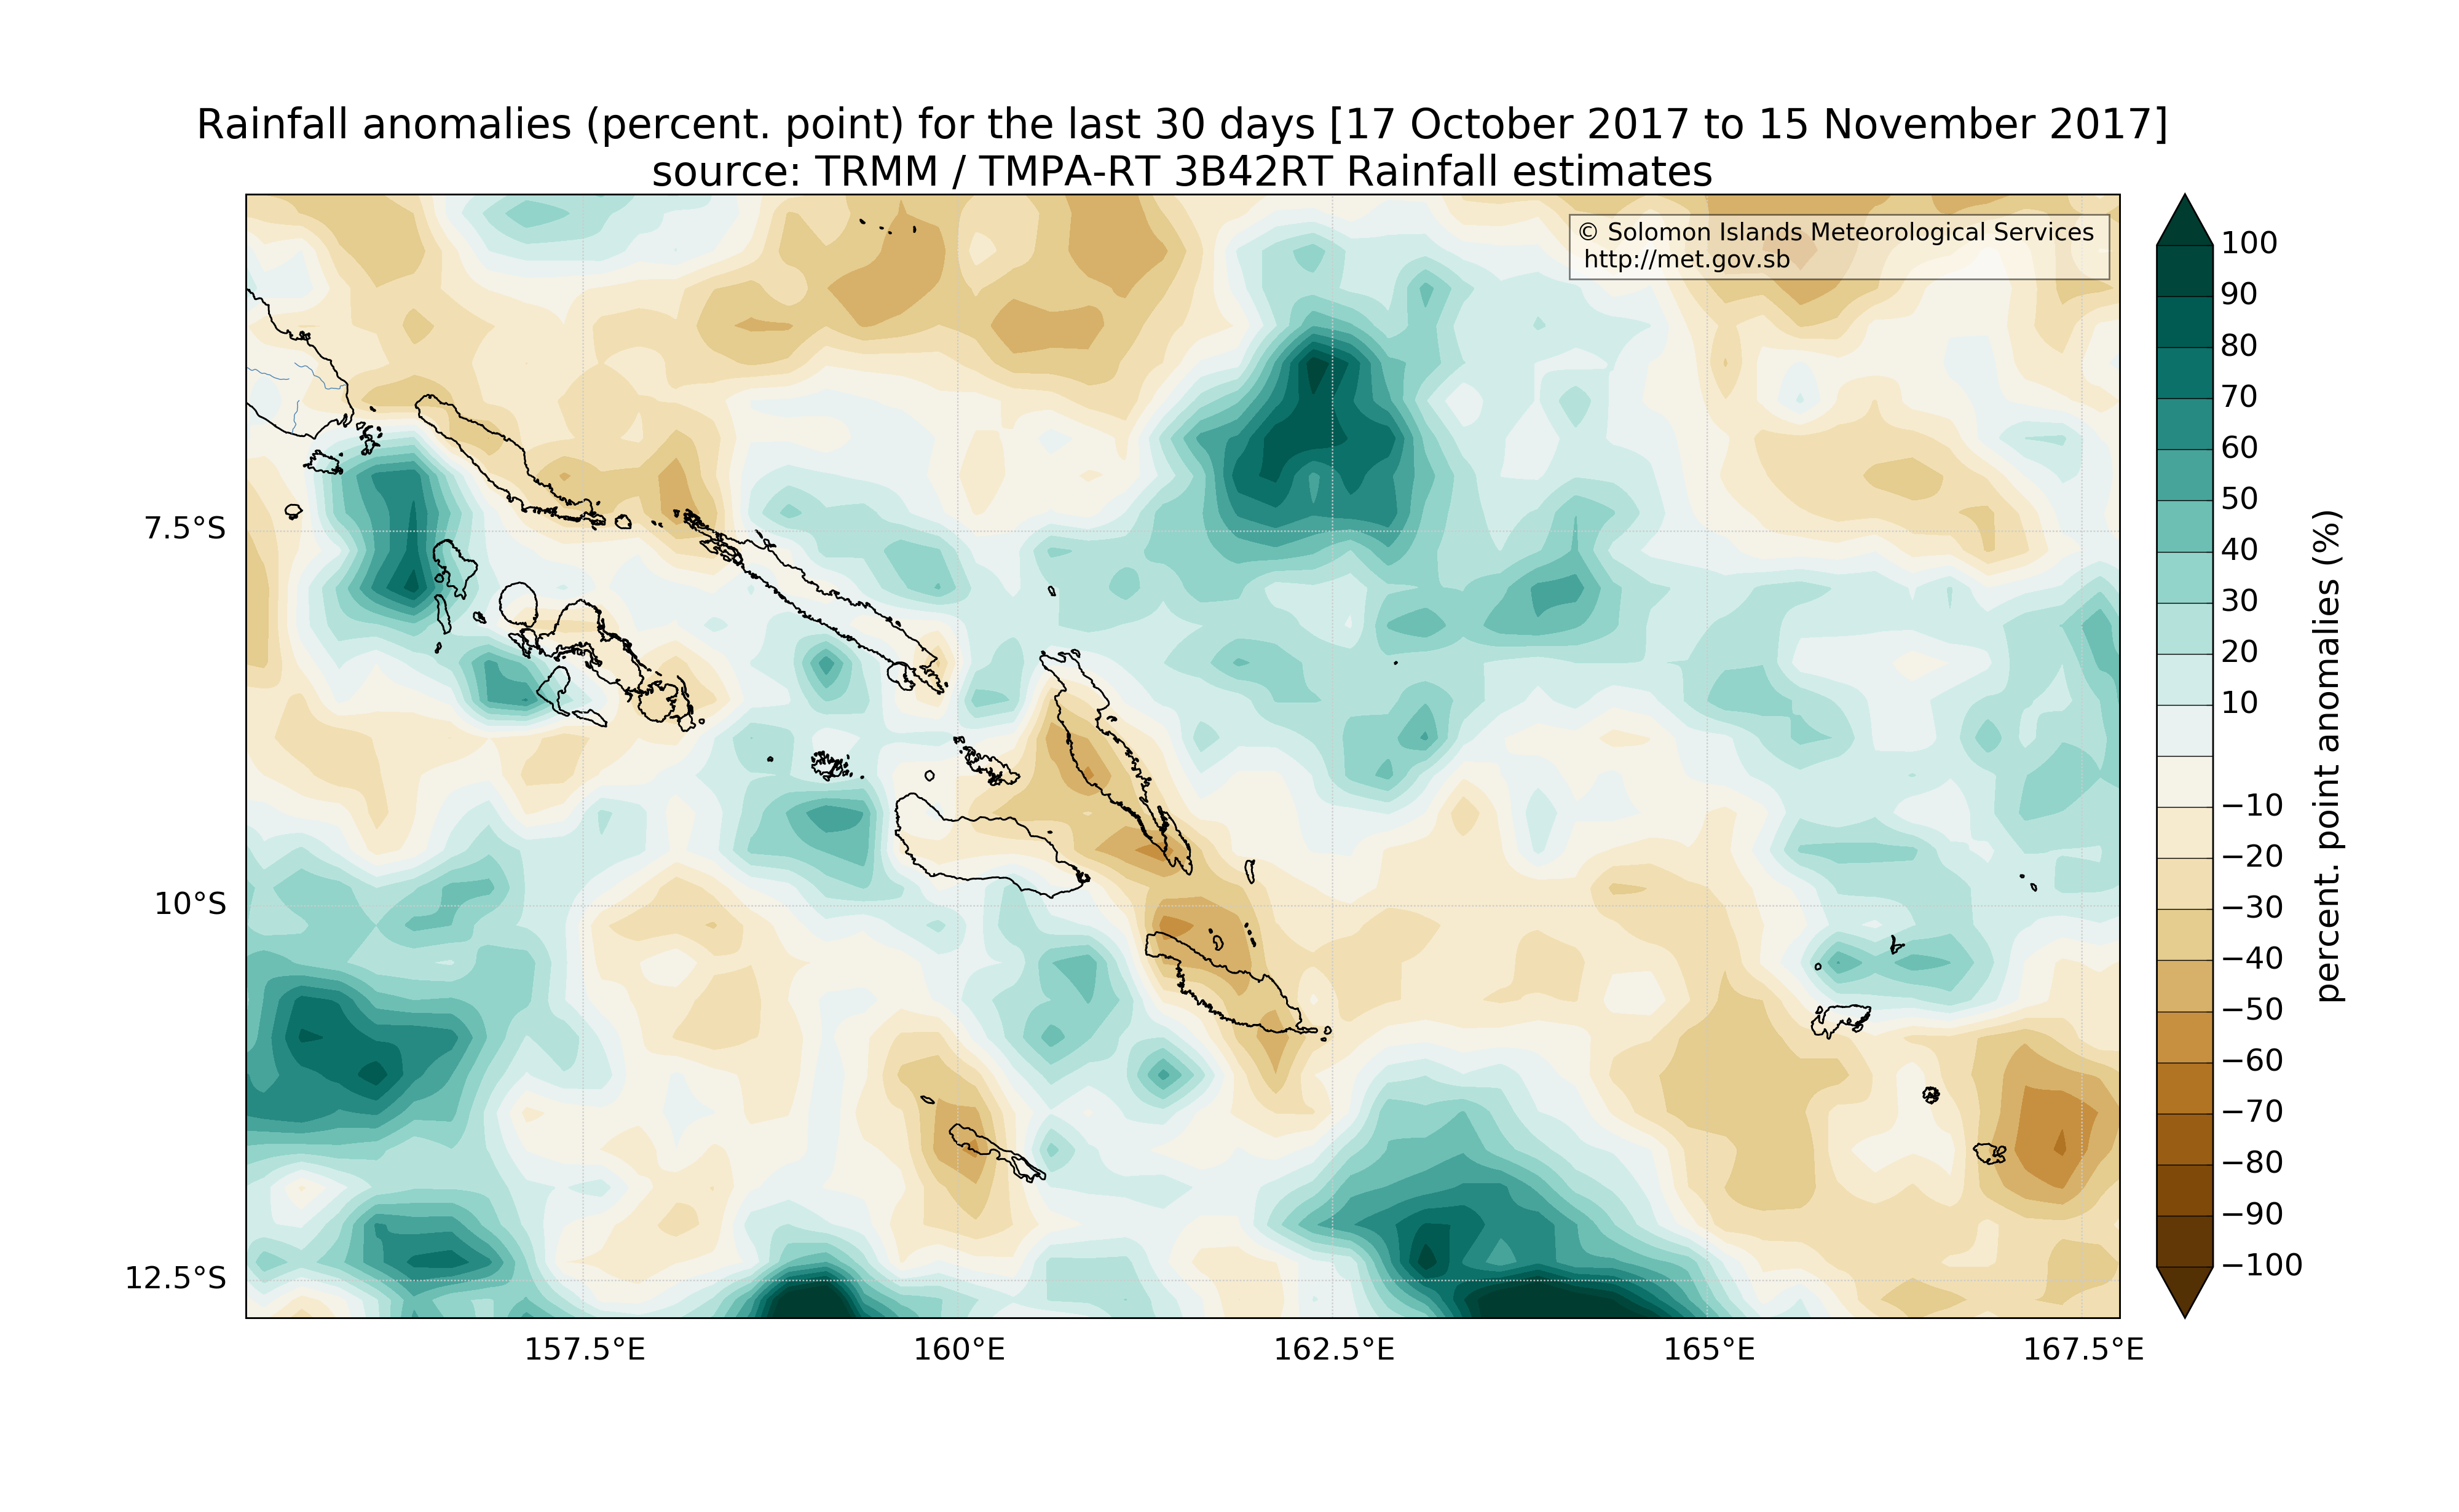 Rainfall anomalies (percent. point) for the last 30 days [17 October 2017 to 15 November 2017]
source: TRMM / TMPA-RT 3B42RT Rainfall estimates
© Solomon Islands Meteorological Services
http://met.gov.sb
7.5°S
10°S
12.5°S
157.5°E
160°E
162.5°E
165°E
167.5°E
100
90
80
70
60
50
40
30
20
10
−10
−20
−30
−40
−50
−60
−70
−80
−90
−100
percent. point anomalies (%)